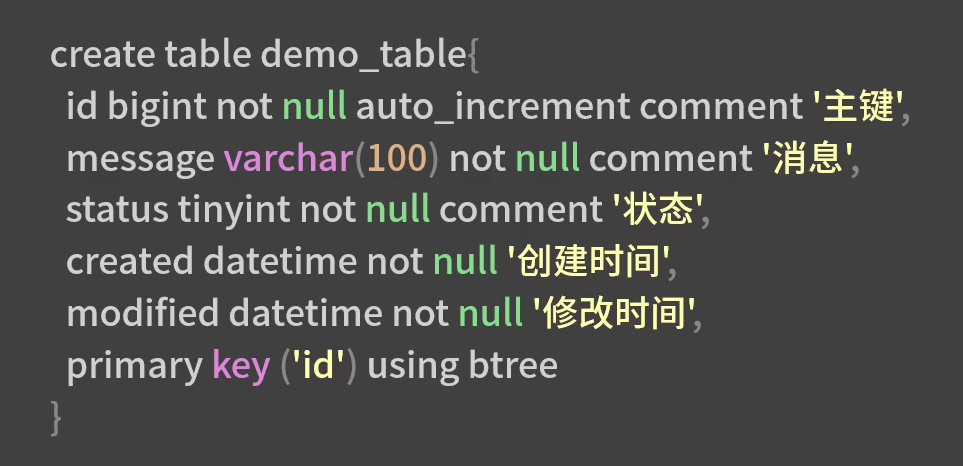 create table demo_table{
id bigint not null auto_increment comment '主键',
message varchar(100) not null comment '消息',
status tinyint not null comment '状态',
created datetime not null '创建时间',
modified datetime not null '修改时间',
primary key ('id') using btree
}